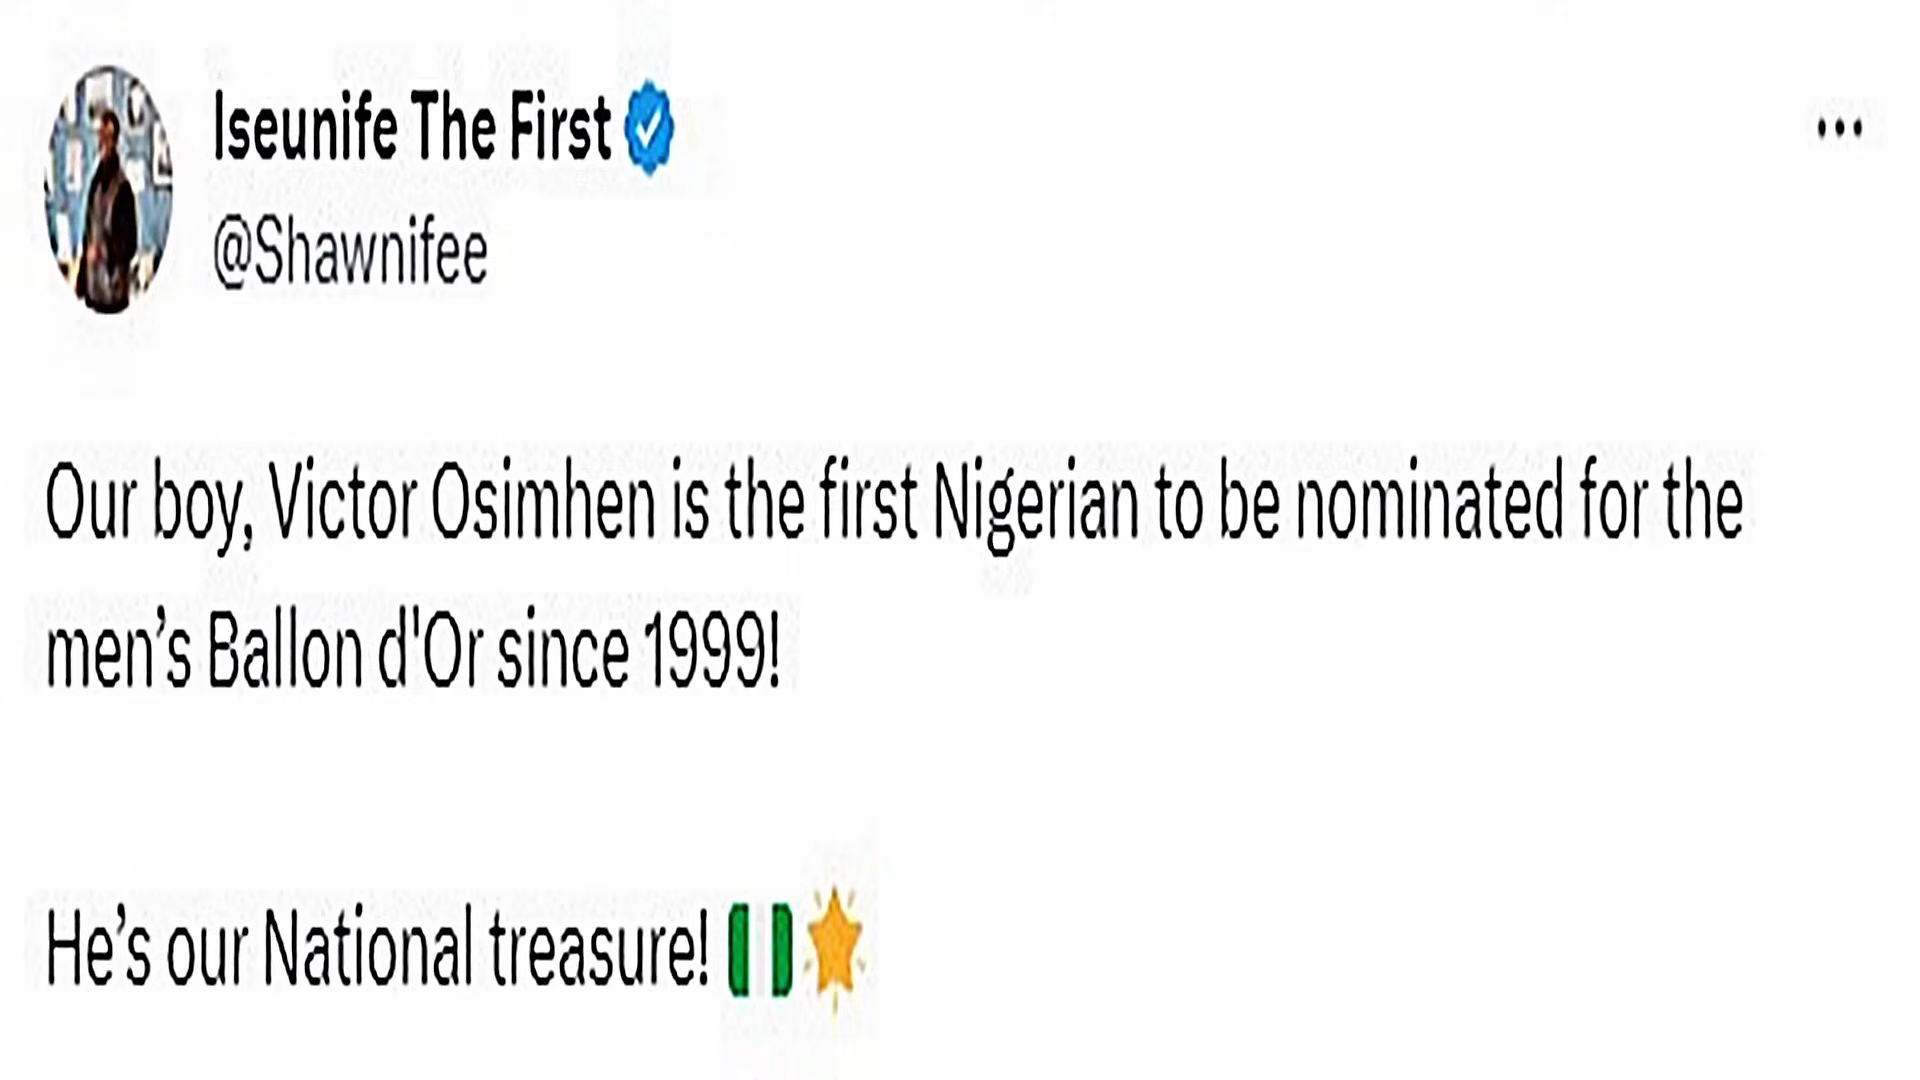 Iseunife The First
@Shawnifee
Our boy, Victor Osimhen is the first Nigerian to be nominated for the
men’s Ballon d'Or since 1999!
He’s our National treasure! 🇳🇬🌟